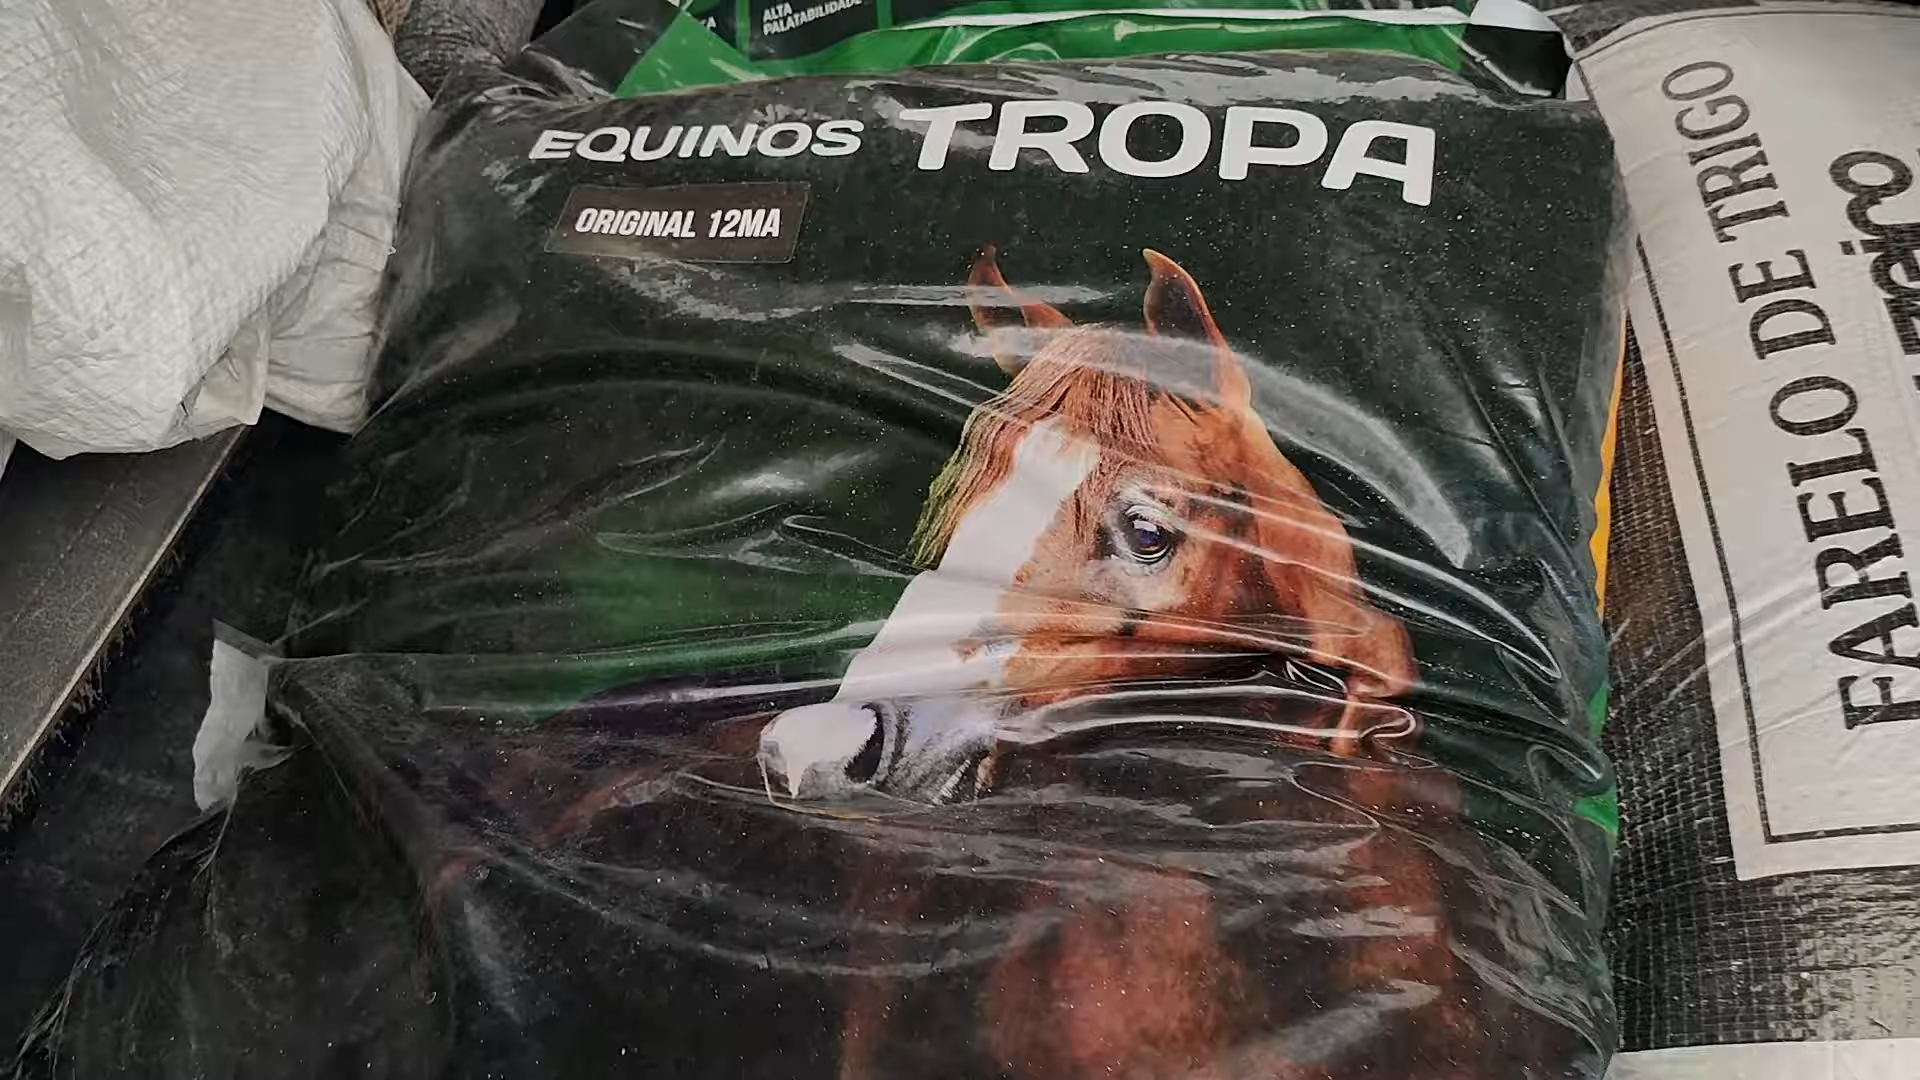 ALTA
PALATABILIDADE
EQUINOS TROPA
ORIGINAL 12MA
FARELO DE TRIGO